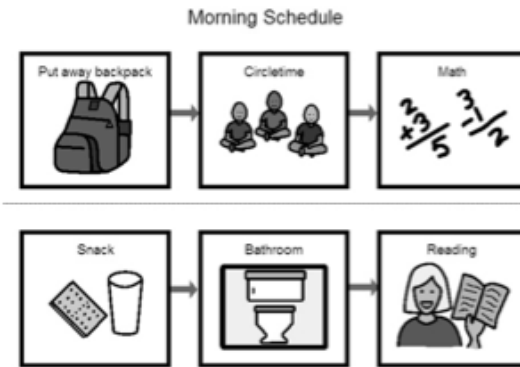 Morning Schedule
Put away backpack
Circletime
Math
2
+3
5
3
-1
2
Snack
Bathroom
Reading